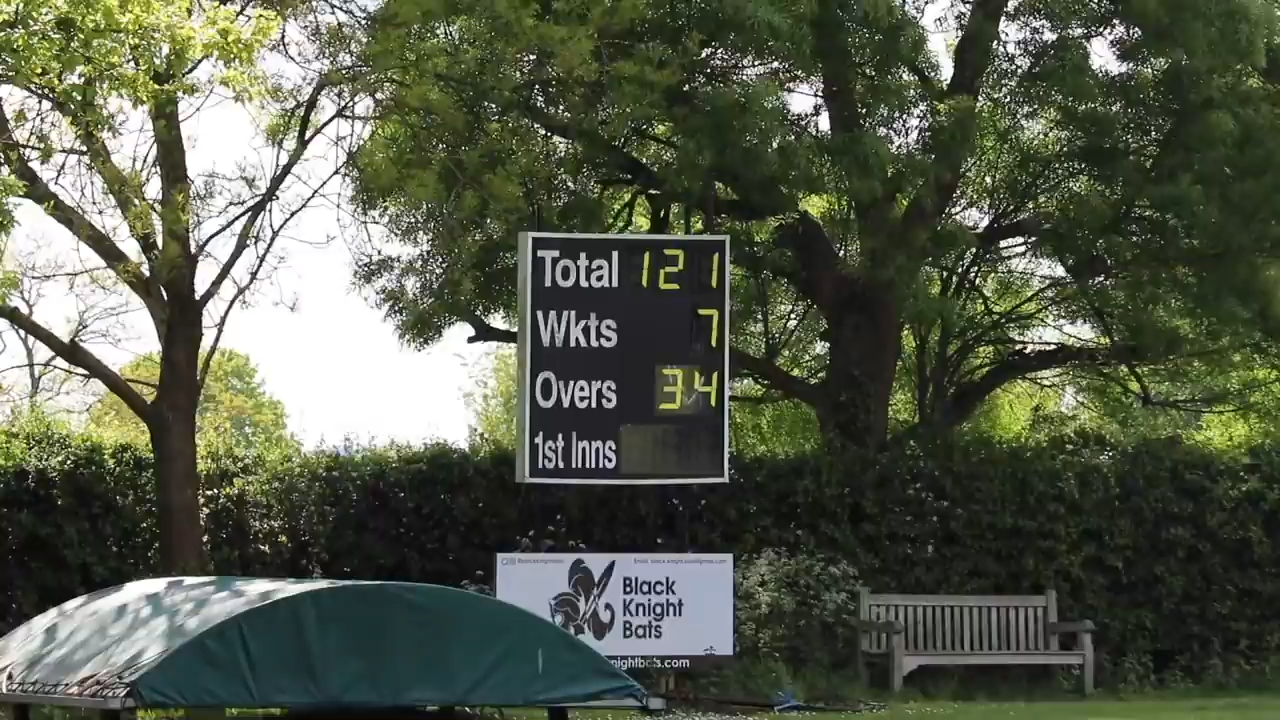 Total 121
Wkts 7
Overs 34
1st Inns
Black
Knight
Bats
nightbats.com